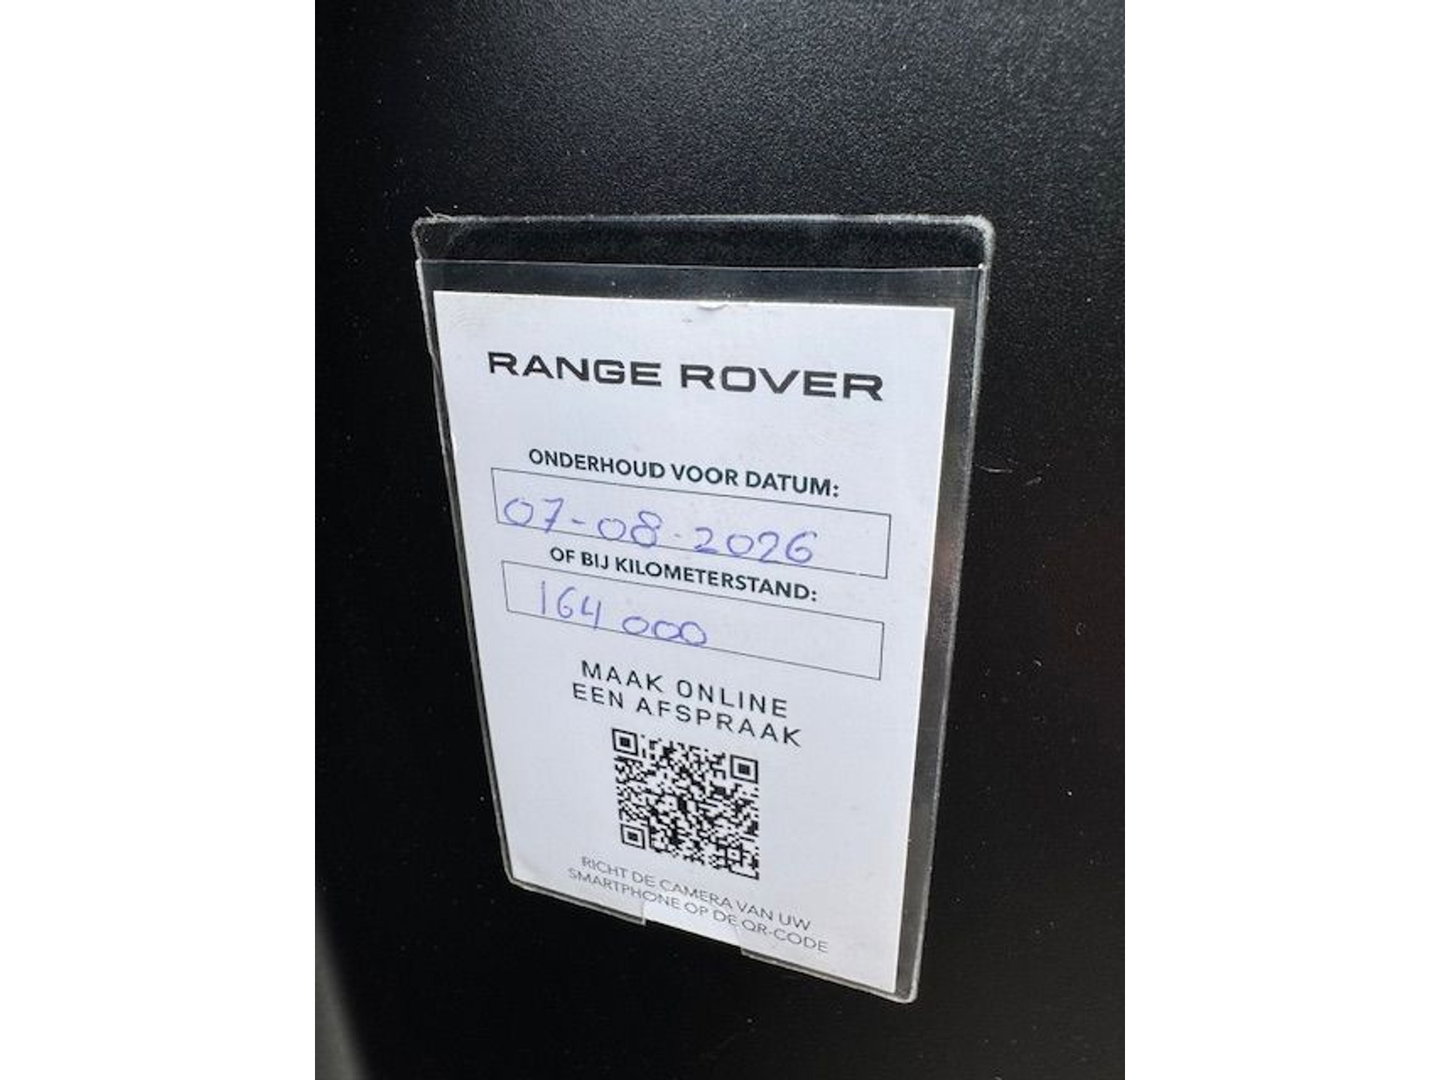 RANGE ROVER
ONDERHOUD VOOR DATUM:
07-08-2026
OF BIJ KILOMETERSTAND:
164 000
MAAK ONLINE
EEN AFSPRAAK
RICHT DE CAMERA VAN UW
SMARTPHONE OP DE QR-CODE